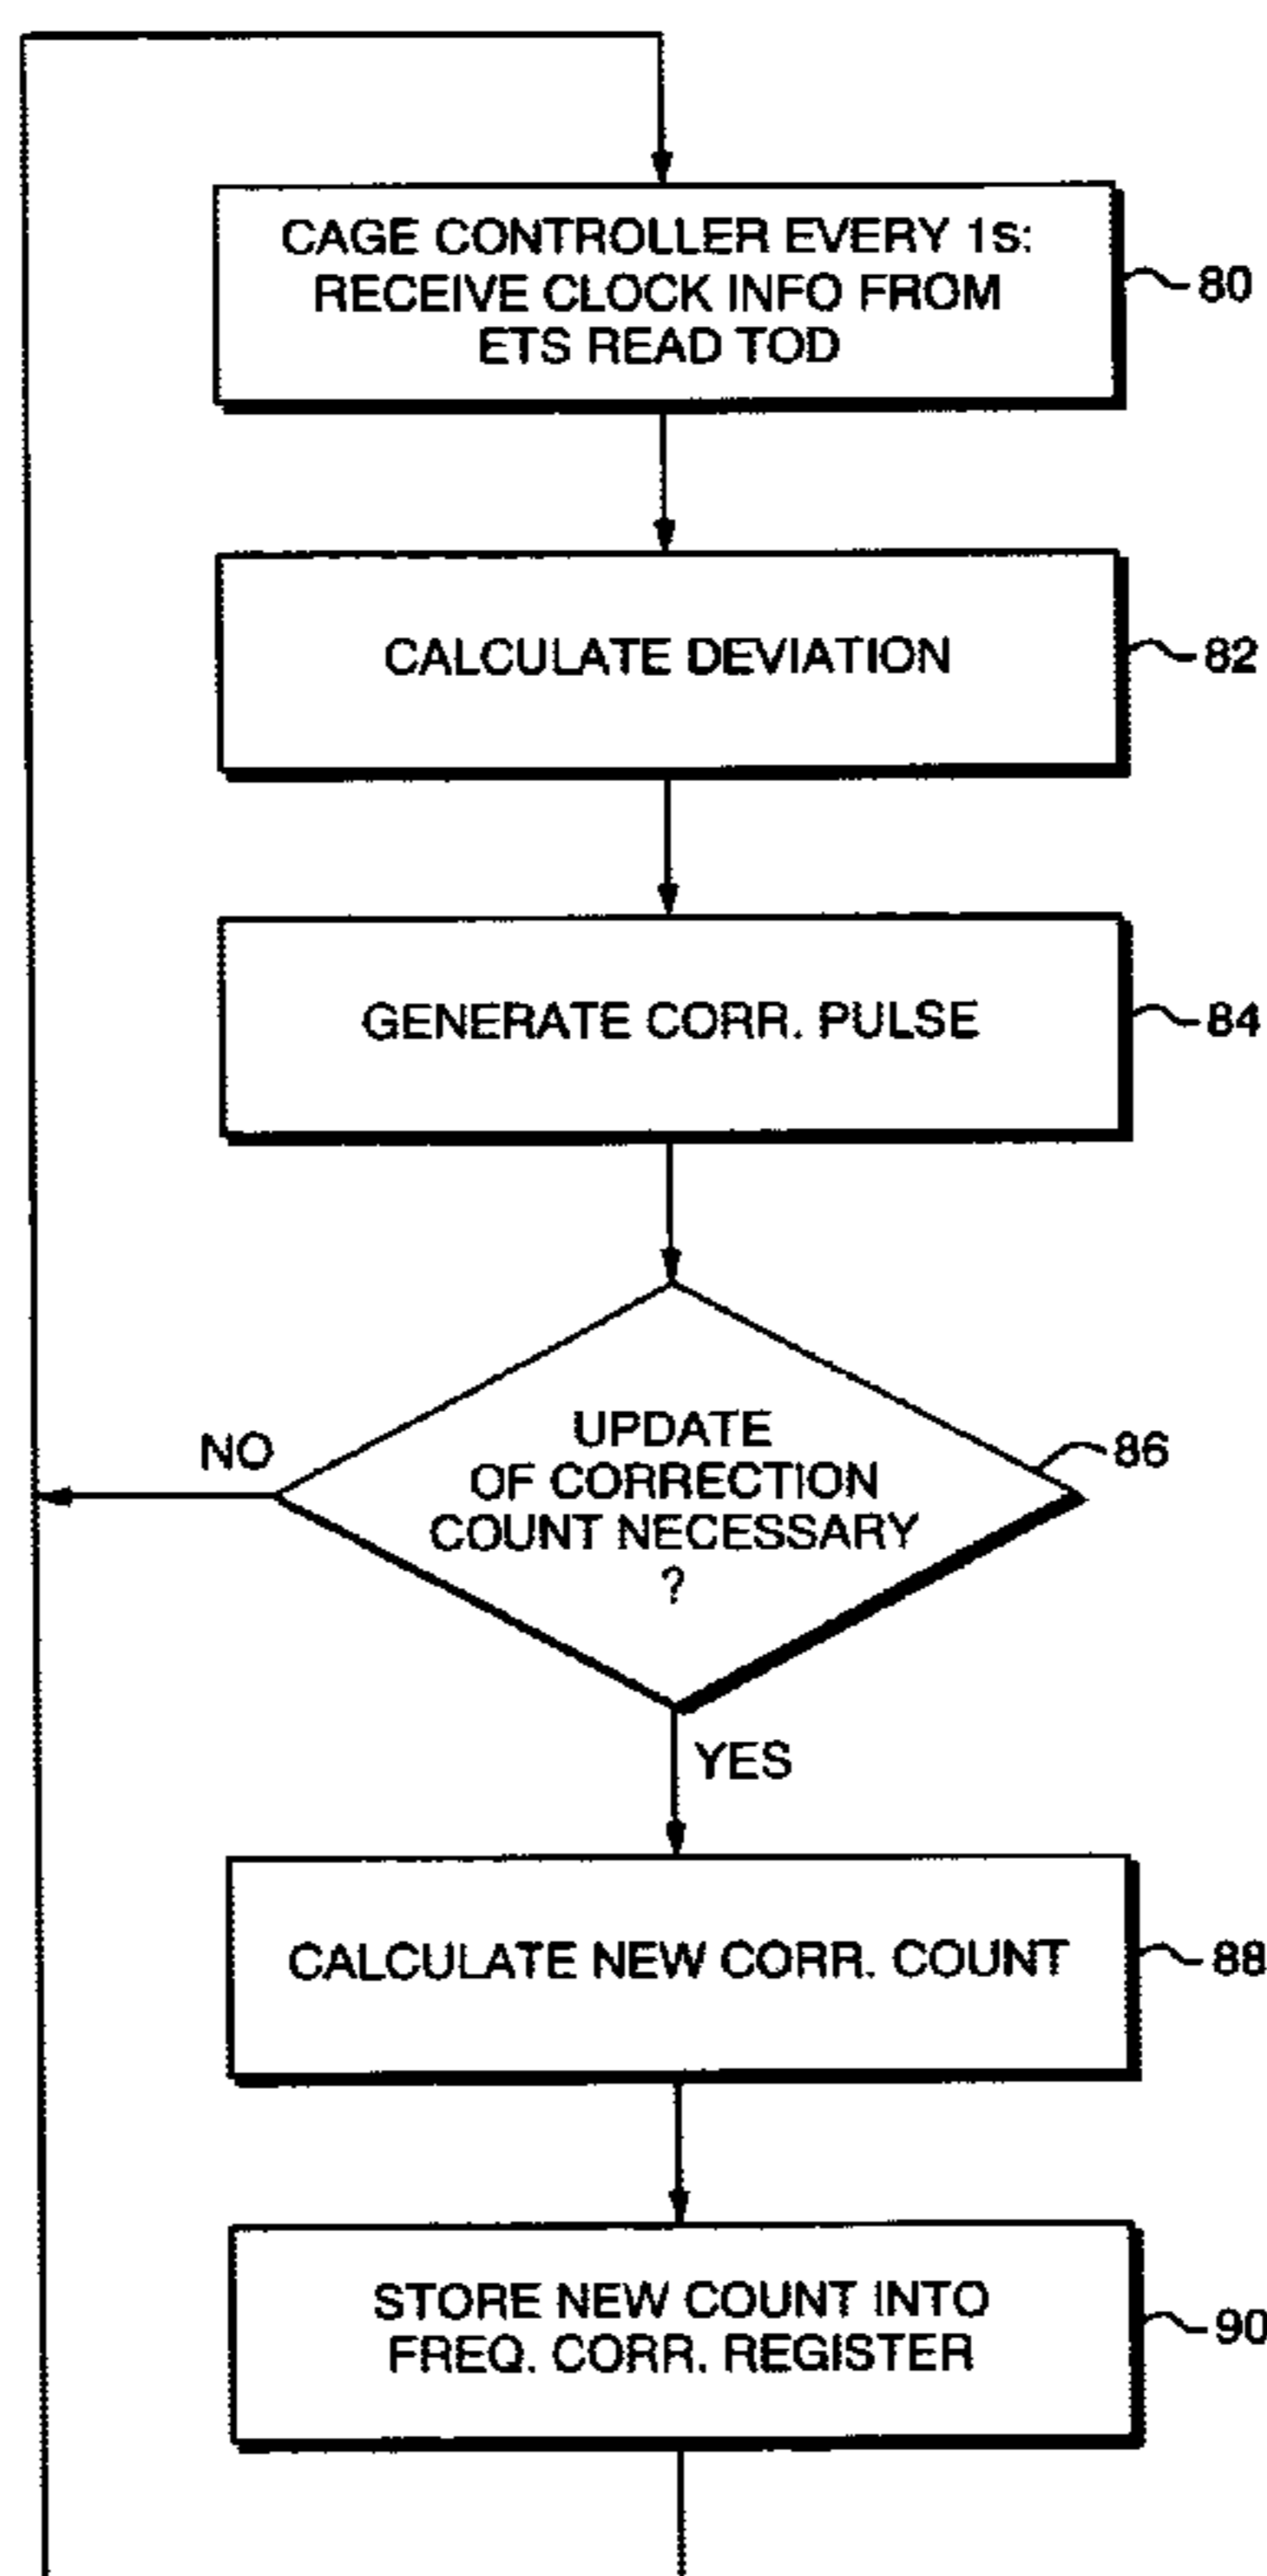 CAGE CONTROLLER EVERY 1s:
RECEIVE CLOCK INFO FROM
ETS READ TOD
80
CALCULATE DEVIATION
82
GENERATE CORR. PULSE
84
UPDATE
OF CORRECTION
COUNT NECESSARY
?
86
NO
YES
CALCULATE NEW CORR. COUNT
88
STORE NEW COUNT INTO
FREQ. CORR. REGISTER
90